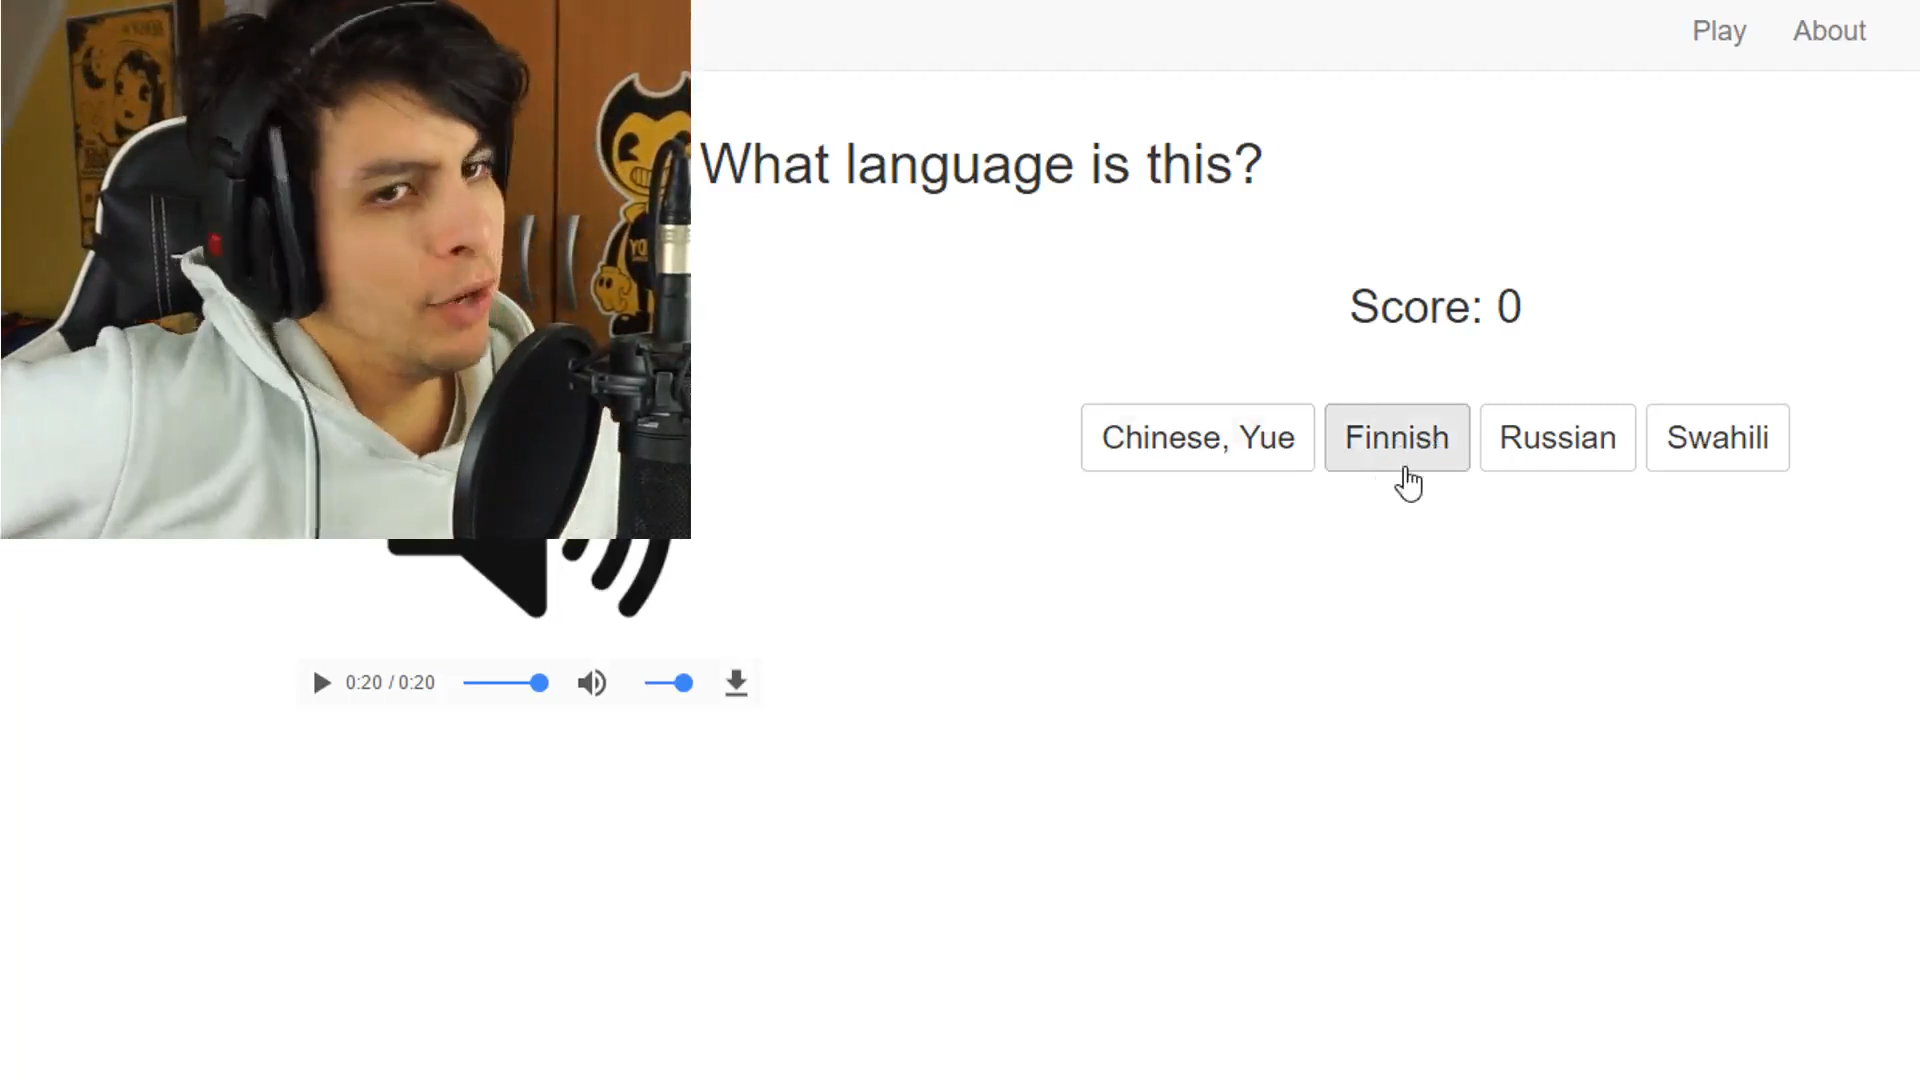 Play About
What language is this?
Score: 0
Chinese, Yue Finnish Russian Swahili
0:20 / 0:20